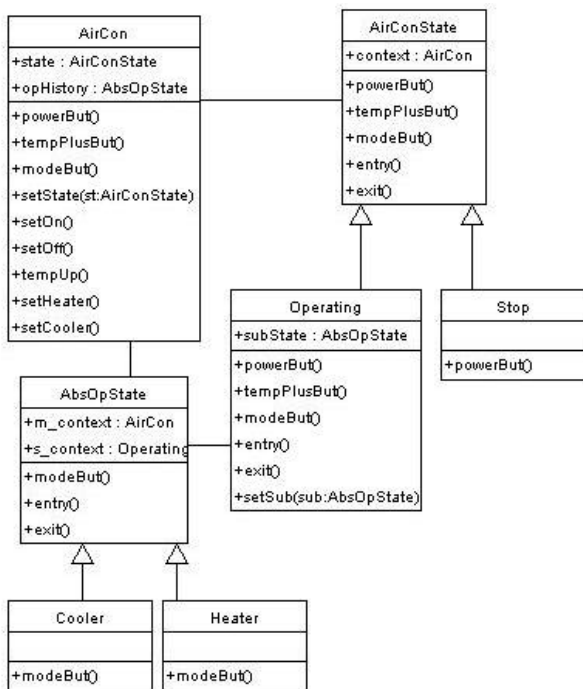 AirCon
+state : AirConState
+opHistory : AbsOpState
+powerBut()
+tempPlusBut()
+modeBut()
+setState(st:AirConState)
+setOn()
+setOff()
+tempUp()
+setHeater()
+setCooler()
AirConState
+context : AirCon
+powerBut()
+tempPlusBut()
+modeBut()
+entry()
+exit()
Operating
+subState : AbsOpState
+powerBut()
+tempPlusBut()
+modeBut()
+entry()
+exit()
+setSub(sub:AbsOpState)
Stop
+powerBut()
AbsOpState
+m_context : AirCon
+s_context : Operating
+modeBut()
+entry()
+exit()
Cooler
+modeBut()
Heater
+modeBut()